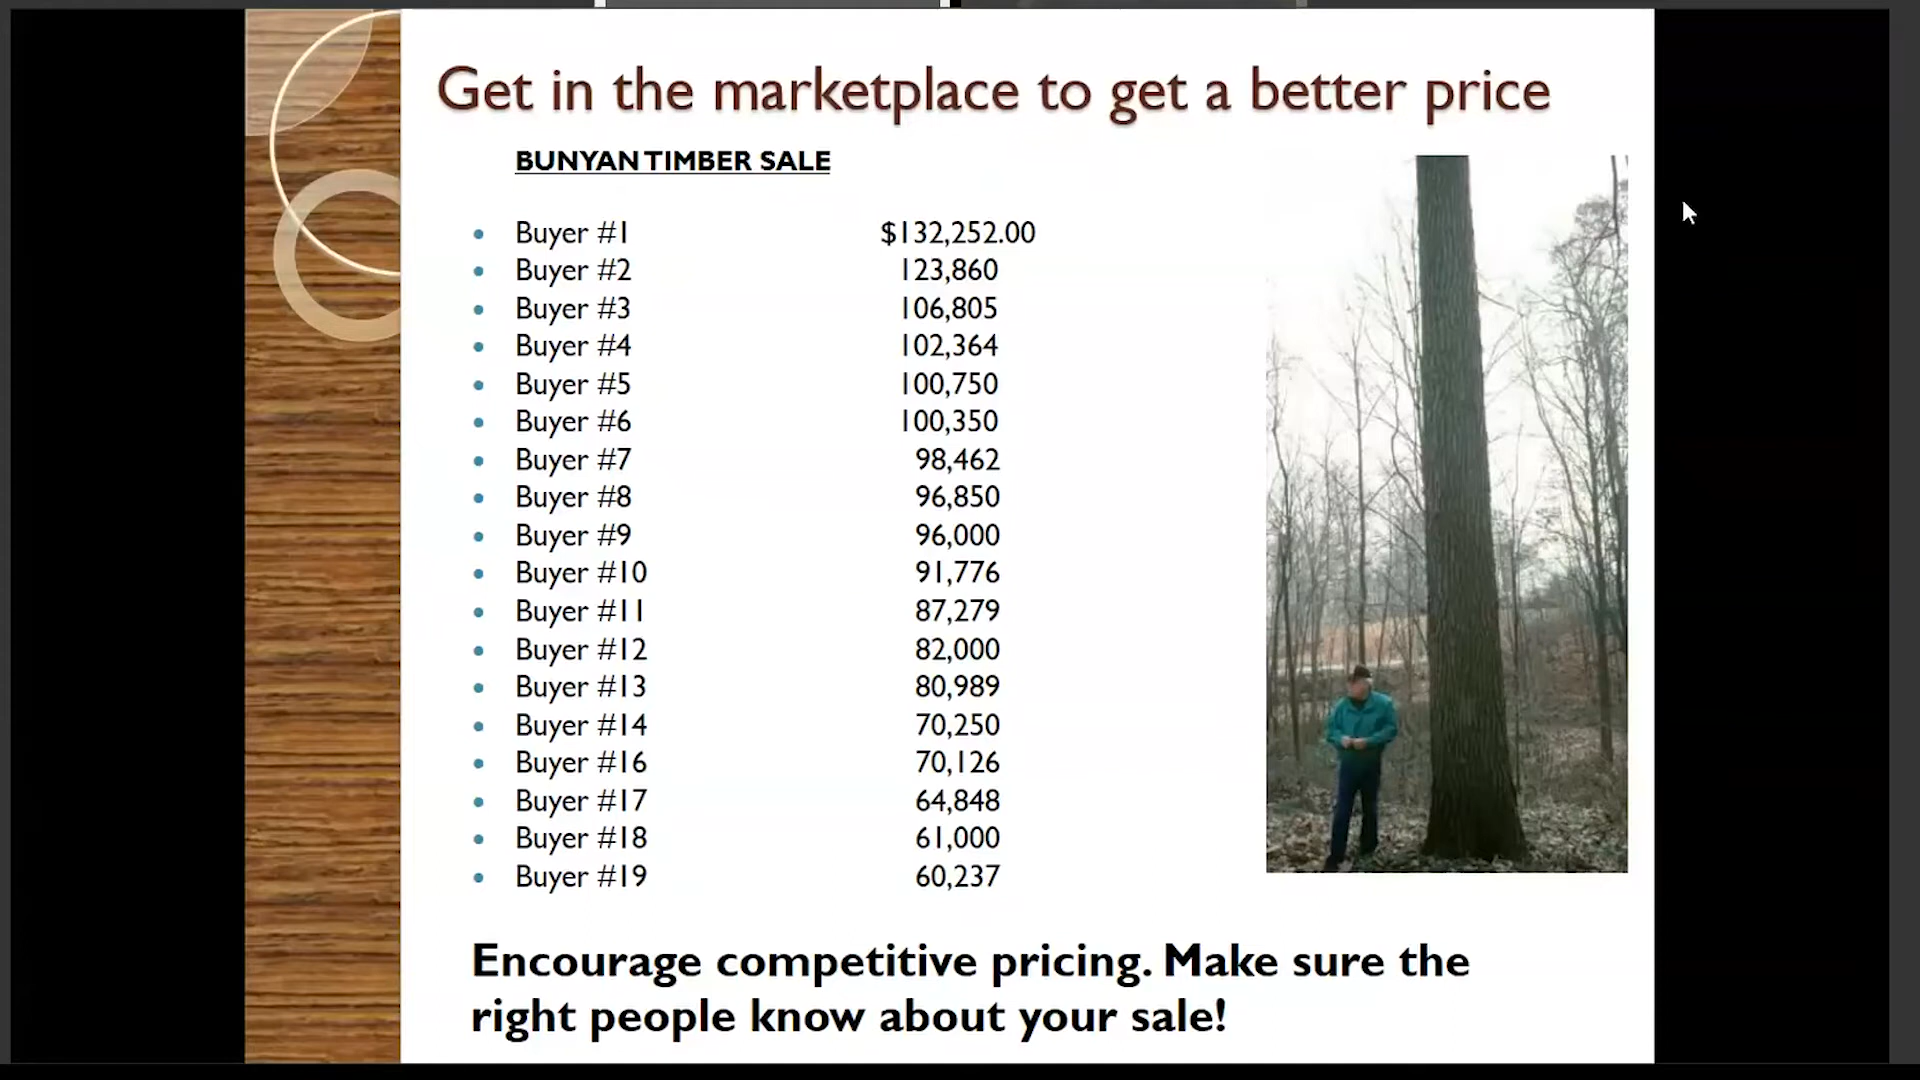 Get in the marketplace to get a better price
BUNYAN TIMBER SALE
• Buyer #1 $132,252.00
• Buyer #2 123,860
• Buyer #3 106,805
• Buyer #4 102,364
• Buyer #5 100,750
• Buyer #6 100,350
• Buyer #7 98,462
• Buyer #8 96,850
• Buyer #9 96,000
• Buyer #10 91,776
• Buyer #11 87,279
• Buyer #12 82,000
• Buyer #13 80,989
• Buyer #14 70,250
• Buyer #16 70,126
• Buyer #17 64,848
• Buyer #18 61,000
• Buyer #19 60,237
Encourage competitive pricing. Make sure the
right people know about your sale!